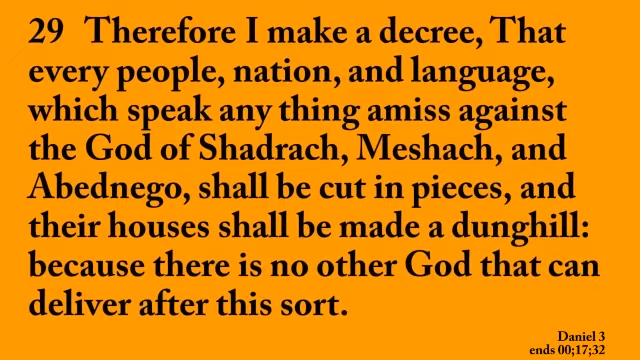 29 Therefore I make a decree, That
every people, nation, and language,
which speak any thing amiss against
the God of Shadrach, Meshach, and
Abednego, shall be cut in pieces, and
their houses shall be made a dunghill:
because there is no other God that can
deliver after this sort.
Daniel 3
ends 00;17;32